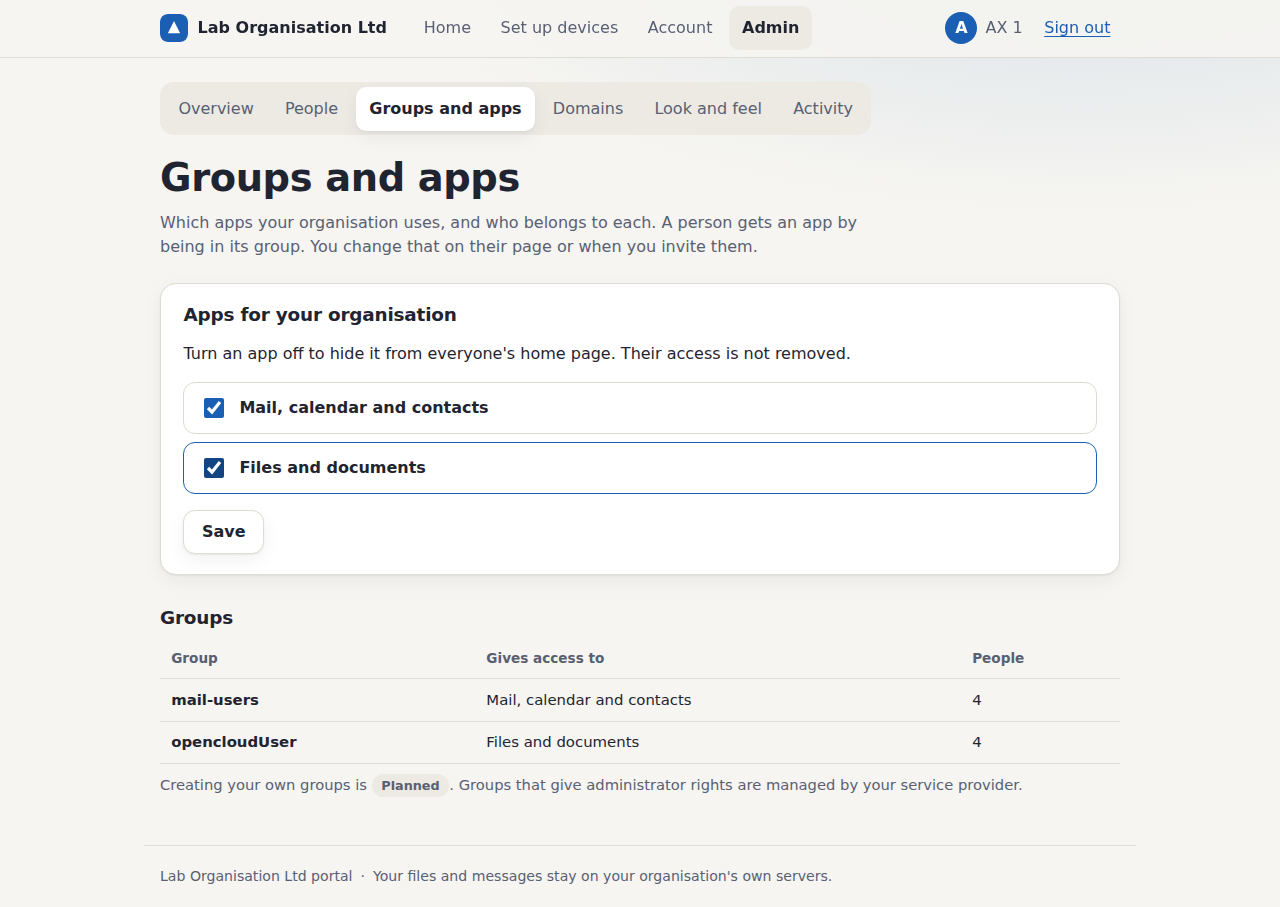 Lab Organisation Ltd Home Set up devices Account Admin A AX 1 Sign out
Overview People Groups and apps Domains Look and feel Activity
Groups and apps
Which apps your organisation uses, and who belongs to each. A person gets an app by
being in its group. You change that on their page or when you invite them.
Apps for your organisation
Turn an app off to hide it from everyone's home page. Their access is not removed.
Mail, calendar and contacts
Files and documents
Save
Groups
Group Gives access to People
mail-users Mail, calendar and contacts 4
opencloudUser Files and documents 4
Creating your own groups is Planned. Groups that give administrator rights are managed by your service provider.
Lab Organisation Ltd portal · Your files and messages stay on your organisation's own servers.